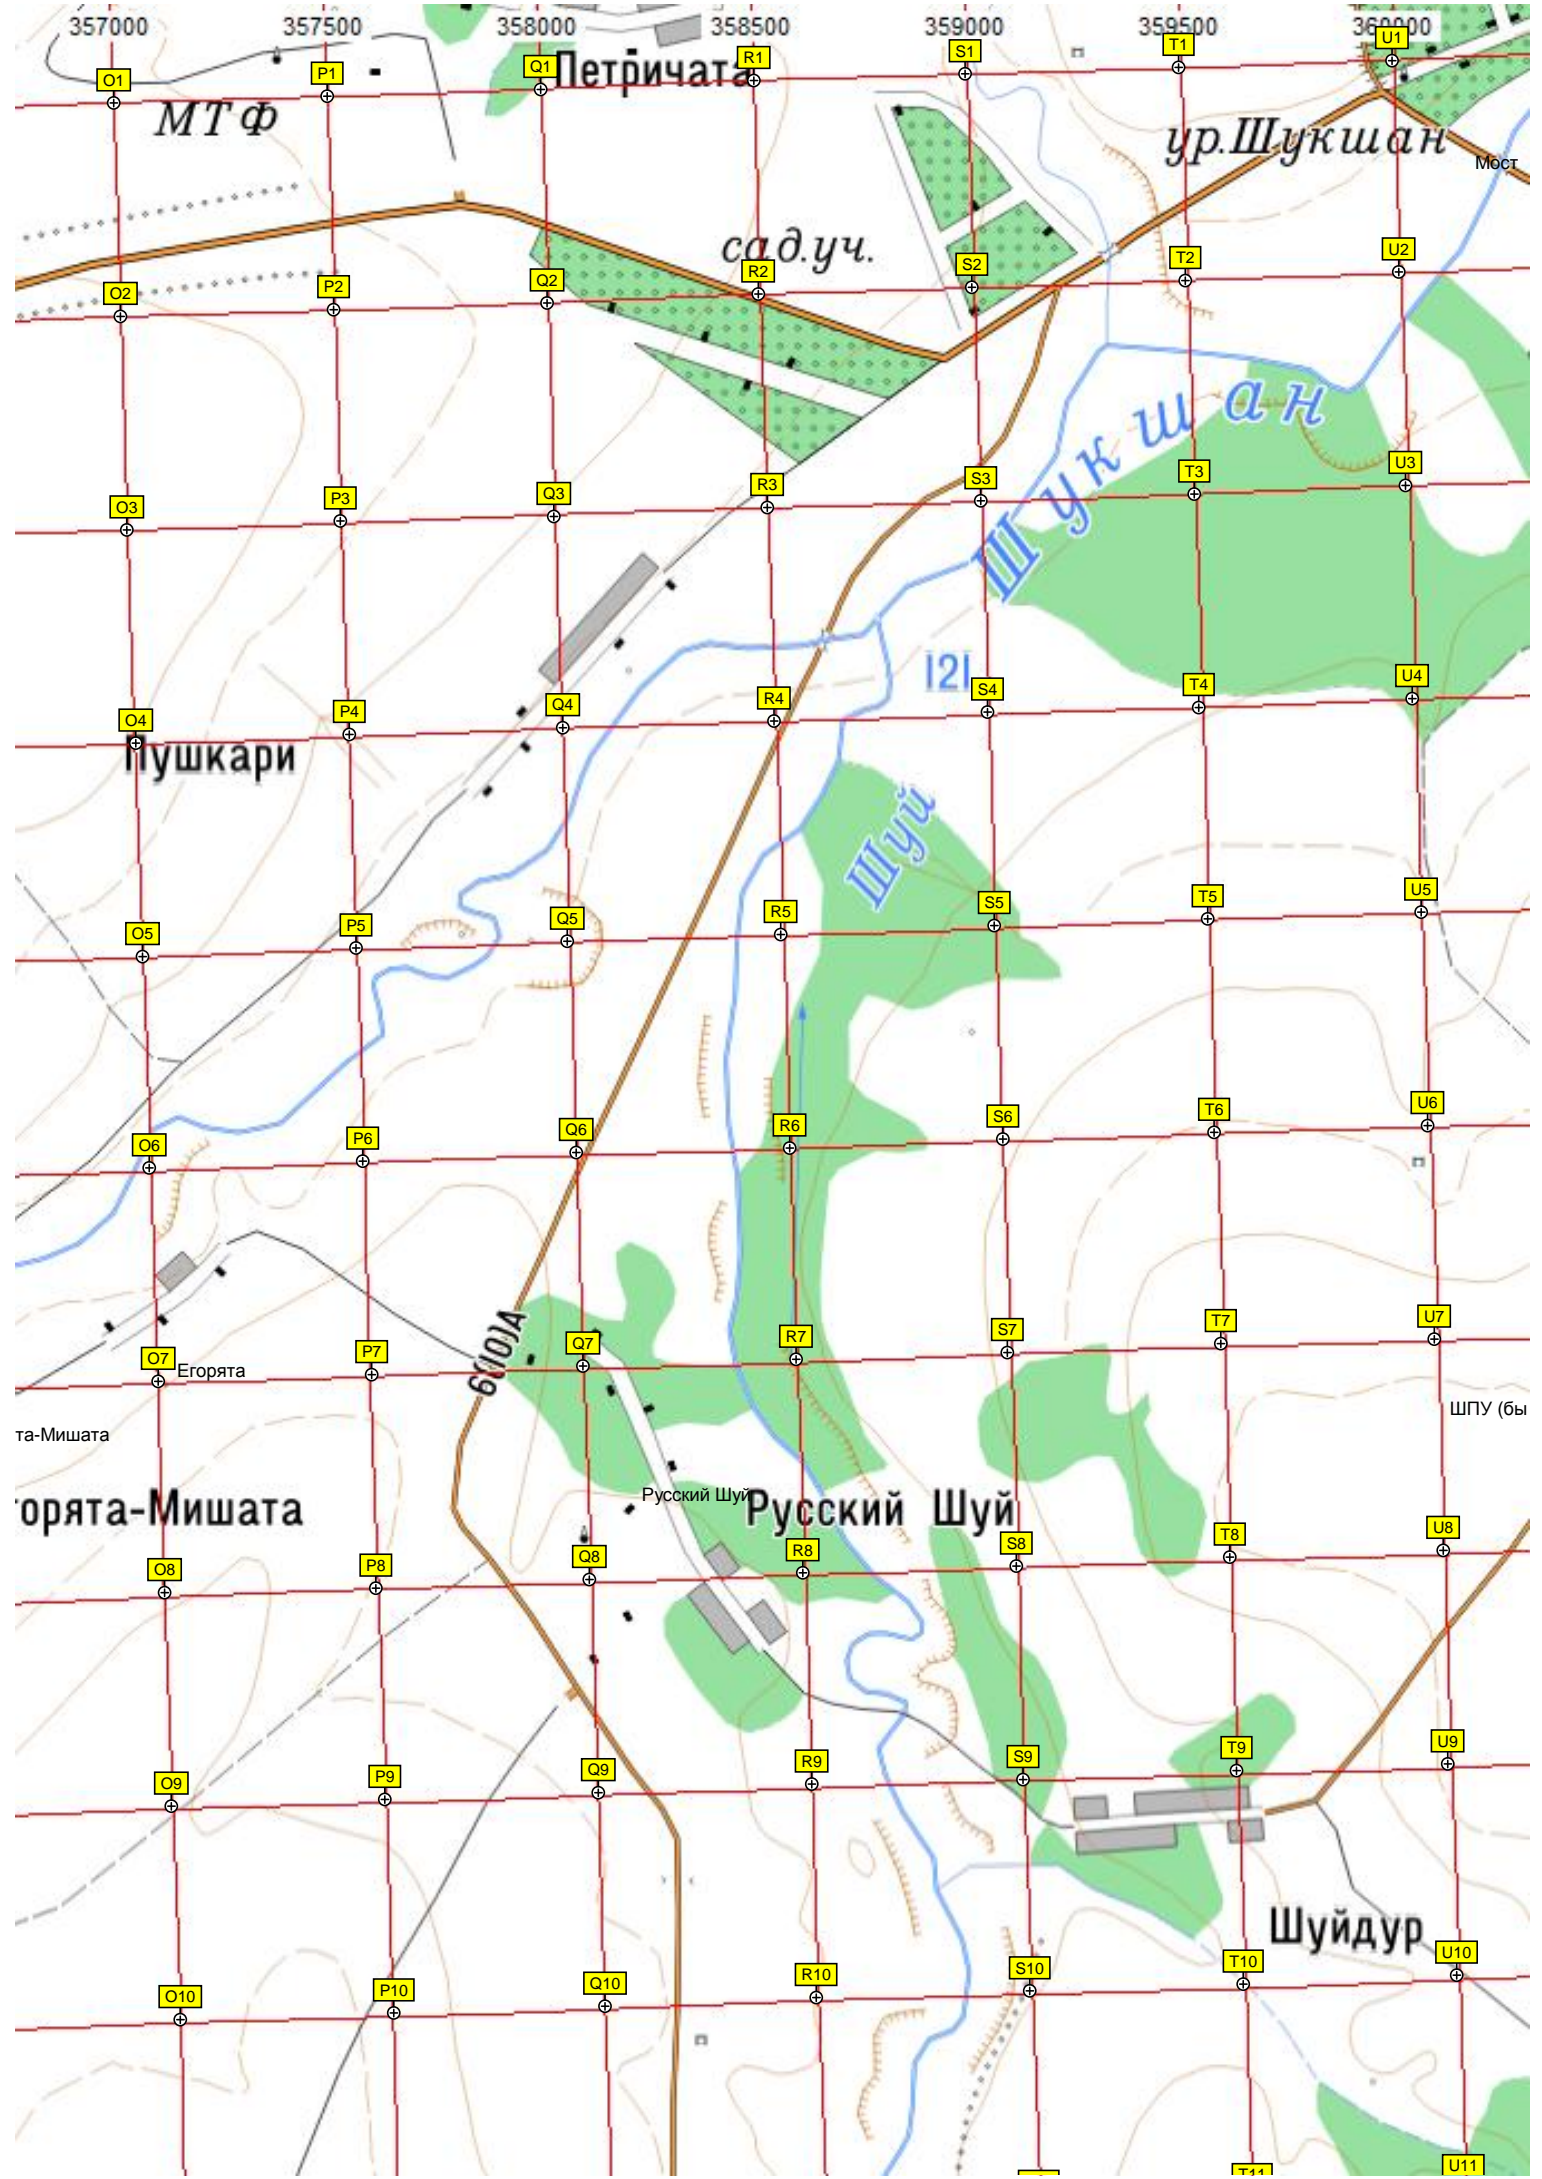 357000 357500 358000 358500 359000 359500 360000
O1 P1 Q1 R1 S1 T1 U1
Петричата
МТФ
ур.Шукшан
Мост
сад.уч.
O2 P2 Q2 R2 S2 T2 U2
Шукшан
O3 P3 Q3 R3 S3 T3 U3
121
O4 P4 Q4 R4 S4 T4 U4
Пушкари
Шуй
O5 P5 Q5 R5 S5 T5 U5
O6 P6 Q6 R6 S6 T6 U6
6(10)А
O7 P7 Q7 R7 S7 T7 U7
Егорята
ШПУ (бы
та-Мишата
Русский Шуй
горята-Мишата
Русский Шуй
O8 P8 Q8 R8 S8 T8 U8
O9 P9 Q9 R9 S9 T9 U9
Шуйдур
O10 P10 Q10 R10 S10 T10 U10
T11 U11